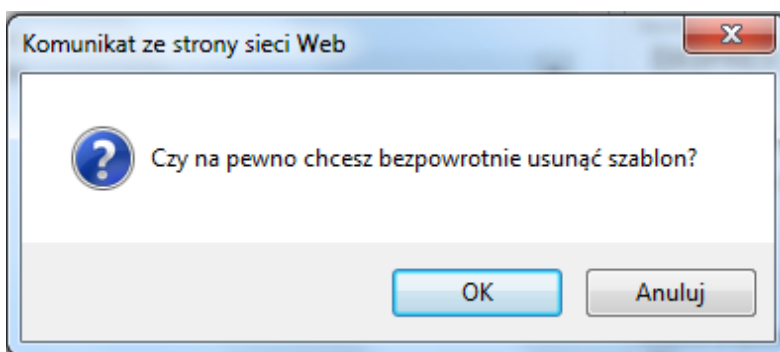 Komunikat ze strony sieci Web
Czy na pewno chcesz bezpowrotnie usunąć szablon?
OK
Anuluj